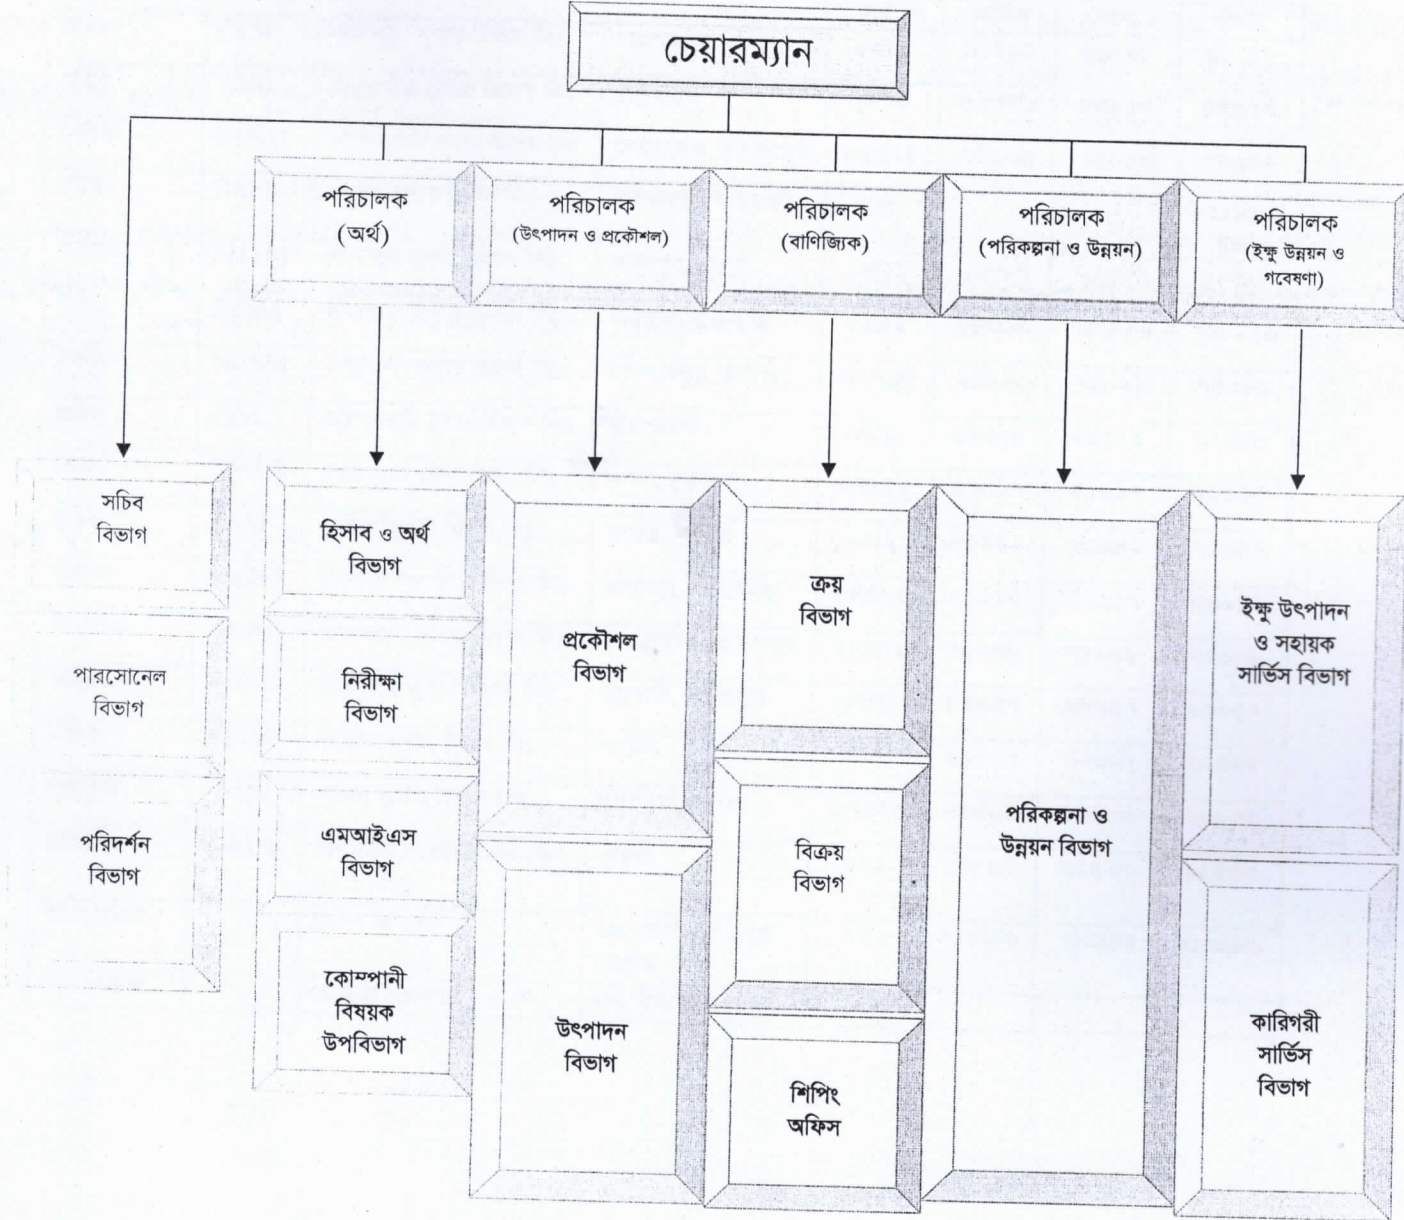 চেয়ারম্যান
পরিচালক
(অর্থ)
পরিচালক
(উৎপাদন ও প্রকৌশল)
পরিচালক
(বাণিজ্যিক)
পরিচালক
(পরিকল্পনা ও উন্নয়ন)
পরিচালক
(ইক্ষু উন্নয়ন ও
গবেষণা)
সচিব
বিভাগ
পারসোনেল
বিভাগ
পরিদর্শন
বিভাগ
হিসাব ও অর্থ
বিভাগ
নিরীক্ষা
বিভাগ
এমআইএস
বিভাগ
কোম্পানী
বিষয়ক
উপবিভাগ
প্রকৌশল
বিভাগ
উৎপাদন
বিভাগ
ক্রয়
বিভাগ
বিক্রয়
বিভাগ
শিপিং
অফিস
পরিকল্পনা ও
উন্নয়ন বিভাগ
ইক্ষু উৎপাদন
ও সহায়ক
সার্ভিস বিভাগ
কারিগরী
সার্ভিস
বিভাগ